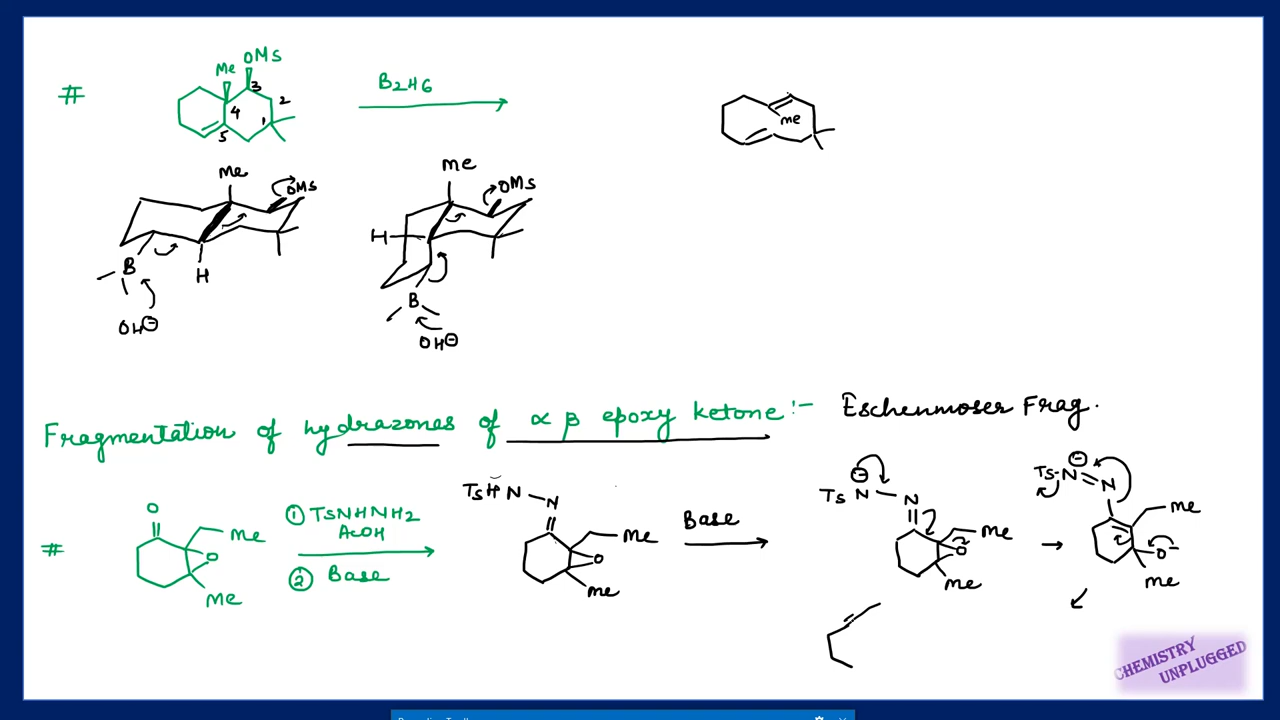 #
Me
OMs
3
2
4
1
5
B2H6
me
Me
OMs
B
H
OH⊖
me
OMs
H
B
OH⊖
Fragmentation of hydrazones of α β epoxy ketone :- Eschenmoser Frag.
#
O
Me
O
Me
① TSNHNH2
AcOH
② Base
TsHN
N
Me
O
Me
Base
⊖
Ts N
N
Me
O
Me
⊖
Ts-N
N
Me
O−
Me
CHEMISTRY
UNPLUGGED